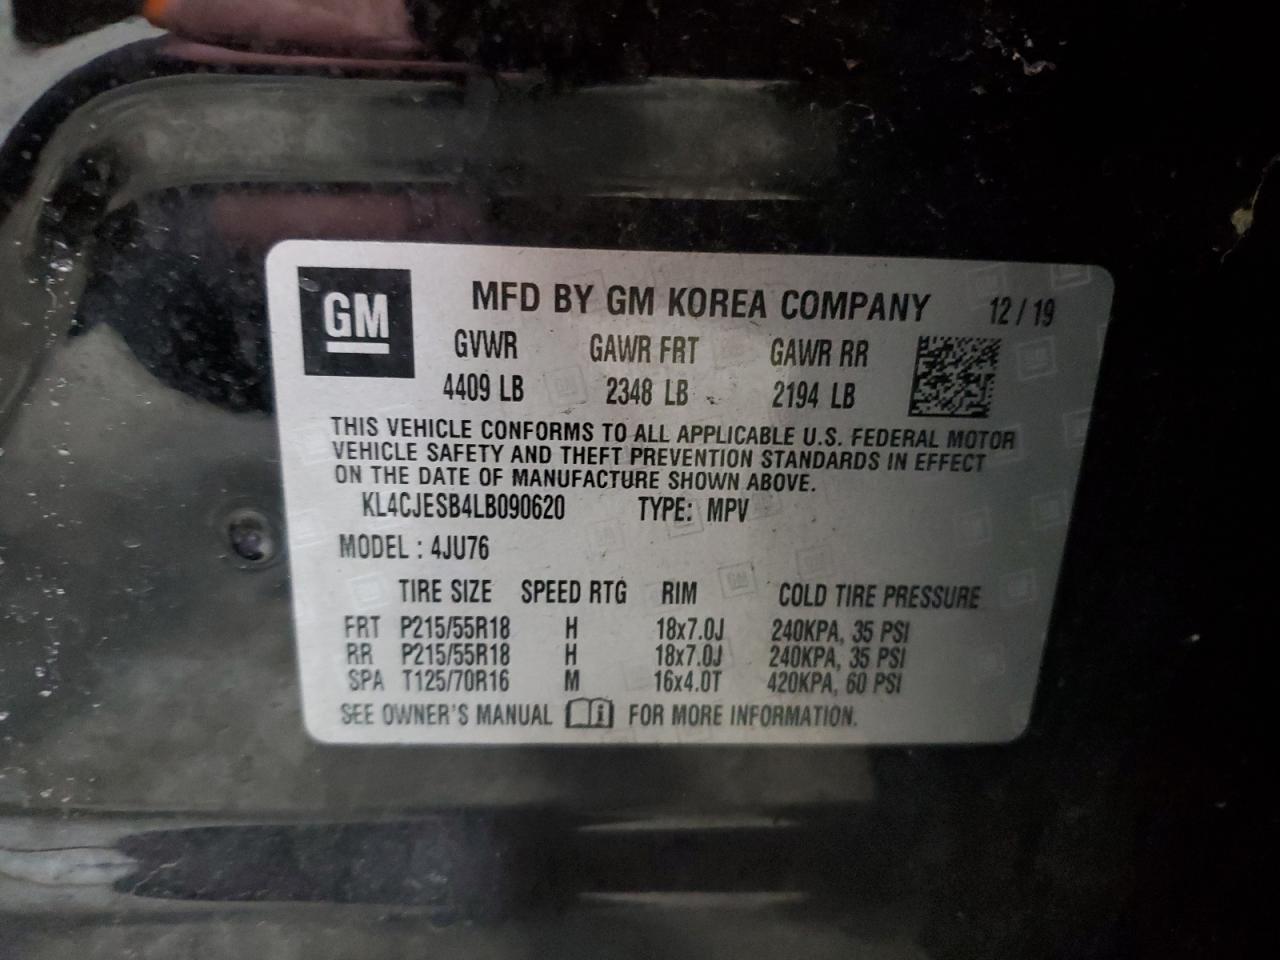 GM
MFD BY GM KOREA COMPANY 12/19
GVWR GAWR FRT GAWR RR
4409 LB 2348 LB 2194 LB
THIS VEHICLE CONFORMS TO ALL APPLICABLE U.S. FEDERAL MOTOR
VEHICLE SAFETY AND THEFT PREVENTION STANDARDS IN EFFECT
ON THE DATE OF MANUFACTURE SHOWN ABOVE.
KL4CJESB4LB090620 TYPE: MPV
MODEL : 4JU76
TIRE SIZE SPEED RTG RIM COLD TIRE PRESSURE
FRT P215/55R18 H 18x7.0J 240KPA, 35 PSI
RR P215/55R18 H 18x7.0J 240KPA, 35 PSI
SPA T125/70R16 M 16x4.0T 420KPA, 60 PSI
SEE OWNER'S MANUAL i FOR MORE INFORMATION.